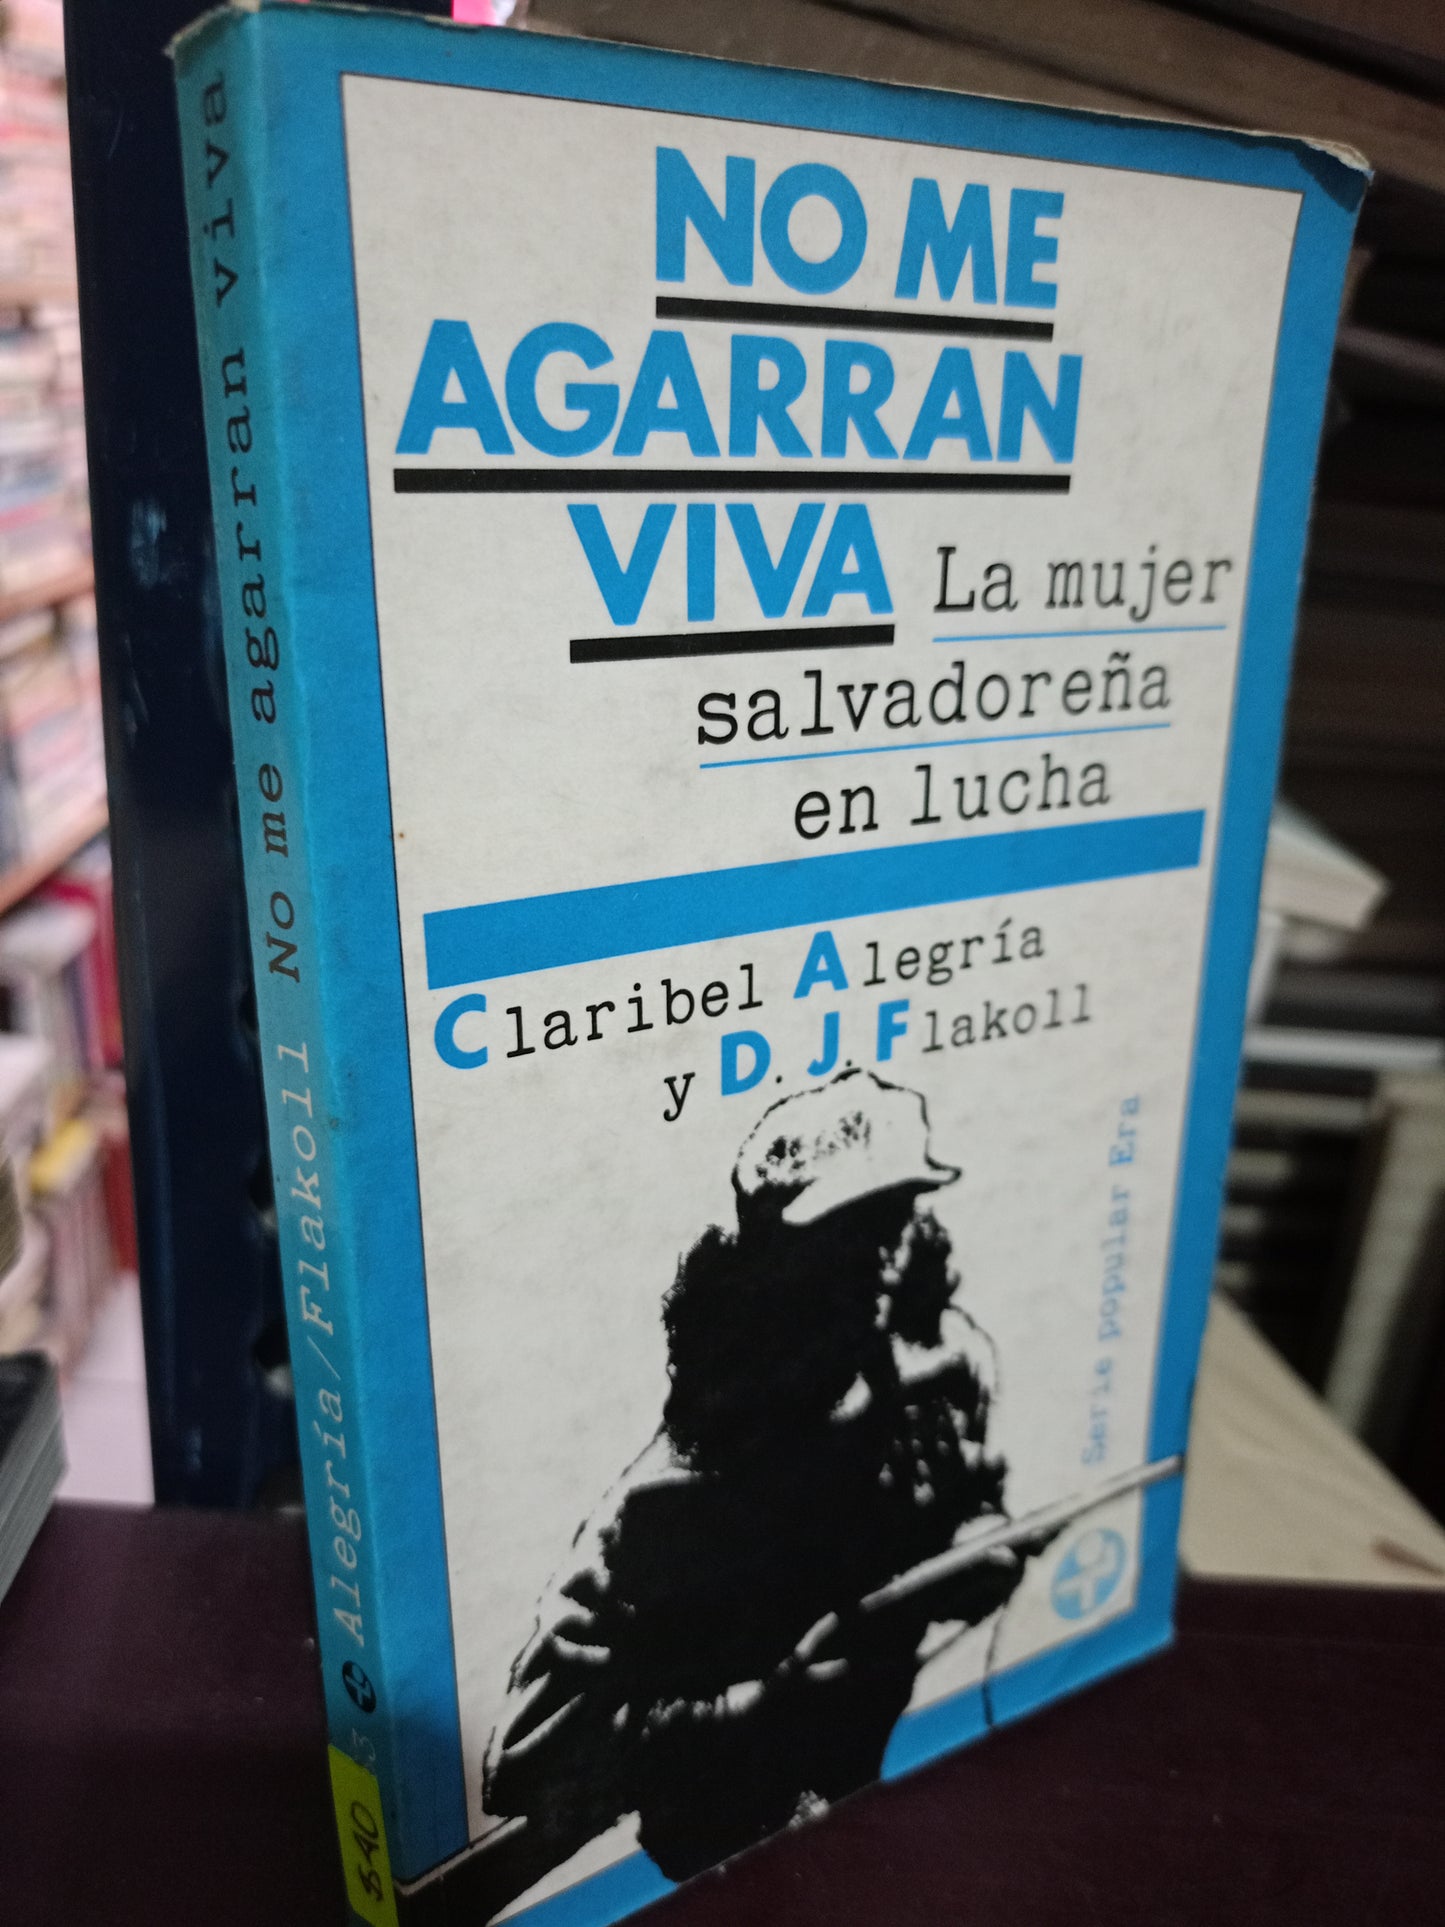 NO ME
AGARRAN
VIVA La mujer
salvadoreña
en lucha
Claribel Alegría
y D. J. Flakoll
Serie popular Era
Alegría/Flakoll No me agarran viva
$40